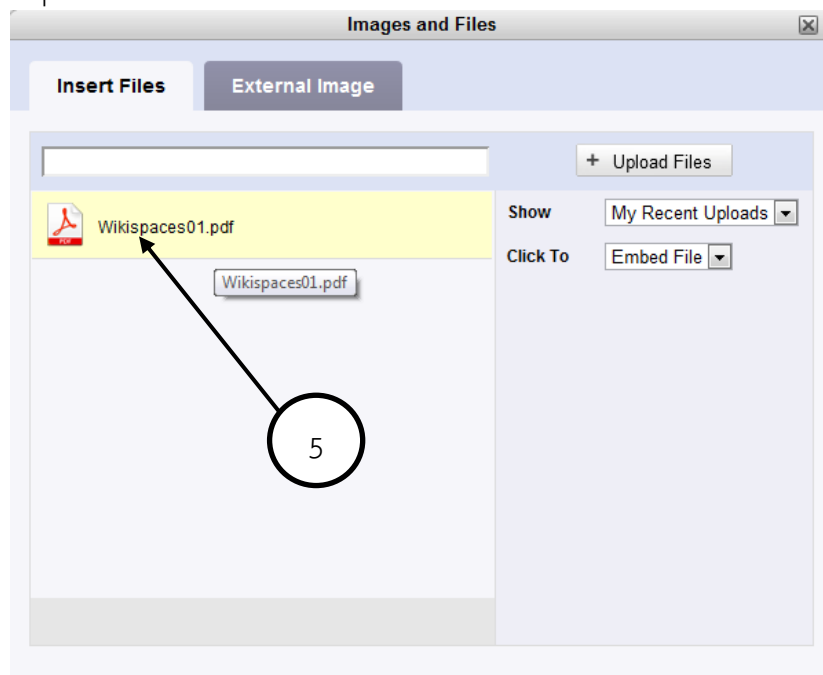 Images and Files
Insert Files
External Image
+ Upload Files
PDF
Wikispaces01.pdf
Show
My Recent Uploads
Click To
Embed File
Wikispaces01.pdf
5